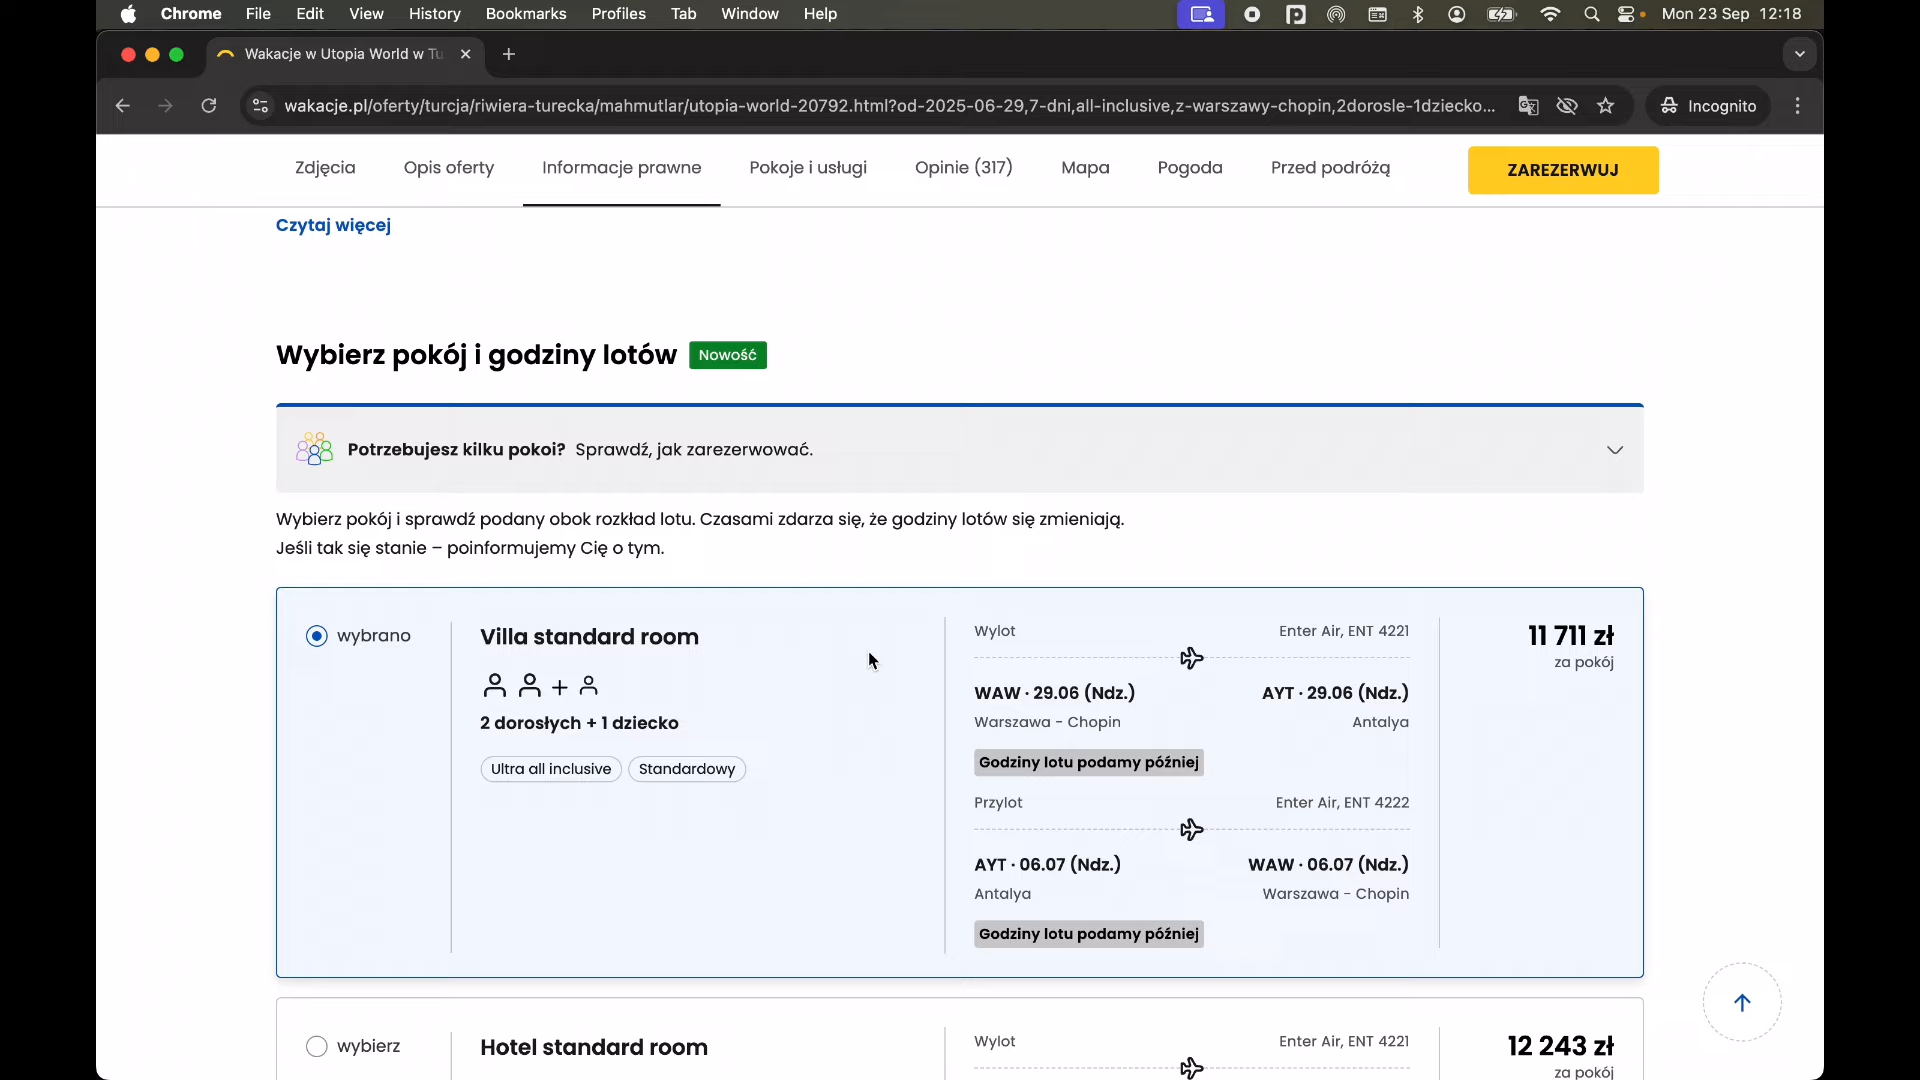 Chrome File Edit View History Bookmarks Profiles Tab Window Help Mon 23 Sep 12:18
Wakacje w Utopia World w Tu
wakacje.pl/oferty/turcja/riwiera-turecka/mahmutlar/utopia-world-20792.html?od-2025-06-29,7-dni,all-inclusive,z-warszawy-chopin,2dorosle-1dziecko... Incognito
Zdjęcia Opis oferty Informacje prawne Pokoje i usługi Opinie (317) Mapa Pogoda Przed podróżą ZAREZERWUJ
Czytaj więcej
Wybierz pokój i godziny lotów Nowość
Potrzebujesz kilku pokoi? Sprawdź, jak zarezerwować.
Wybierz pokój i sprawdź podany obok rozkład lotu. Czasami zdarza się, że godziny lotów się zmieniają.
Jeśli tak się stanie – poinformujemy Cię o tym.
wybrano
Villa standard room
2 dorosłych + 1 dziecko
Ultra all inclusive Standardowy
Wylot Enter Air, ENT 4221
WAW · 29.06 (Ndz.) AYT · 29.06 (Ndz.)
Warszawa - Chopin Antalya
Godziny lotu podamy później
Przylot Enter Air, ENT 4222
AYT · 06.07 (Ndz.) WAW · 06.07 (Ndz.)
Antalya Warszawa - Chopin
Godziny lotu podamy później
11 711 zł
za pokój
wybierz
Hotel standard room
Wylot Enter Air, ENT 4221
12 243 zł
za pokój